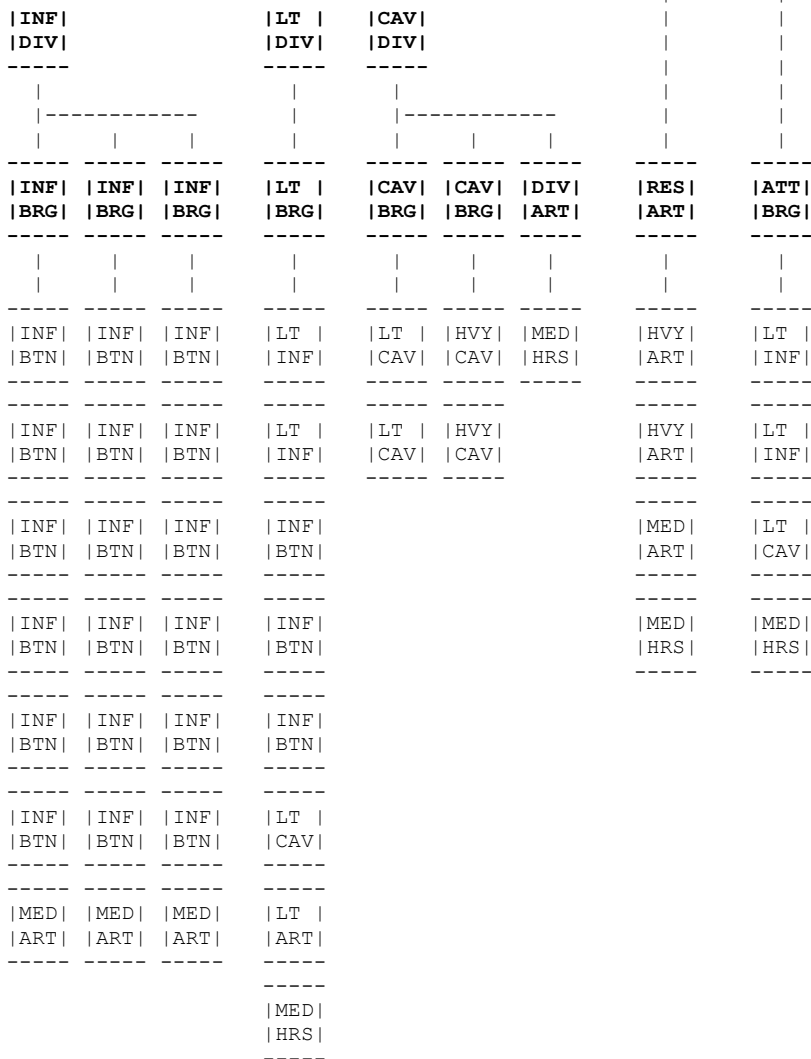 |INF| |LT | |CAV|
|DIV| |DIV| |DIV|
|INF| |INF| |INF| |LT | |CAV| |CAV| |DIV| |RES| |ATT|
|BRG| |BRG| |BRG| |BRG| |BRG| |BRG| |ART| |ART| |BRG|
|INF| |INF| |INF| |LT | |LT | |HVY| |MED| |HVY| |LT |
|BTN| |BTN| |BTN| |INF| |CAV| |CAV| |HRS| |ART| |INF|
|INF| |INF| |INF| |LT | |LT | |HVY| |HVY| |LT |
|BTN| |BTN| |BTN| |INF| |CAV| |CAV| |ART| |INF|
|INF| |INF| |INF| |INF| |MED| |LT |
|BTN| |BTN| |BTN| |BTN| |ART| |CAV|
|INF| |INF| |INF| |INF| |MED| |MED|
|BTN| |BTN| |BTN| |BTN| |HRS| |HRS|
|INF| |INF| |INF| |INF|
|BTN| |BTN| |BTN| |BTN|
|INF| |INF| |INF| |LT |
|BTN| |BTN| |BTN| |CAV|
|MED| |MED| |MED| |LT |
|ART| |ART| |ART| |ART|
|MED|
|HRS|